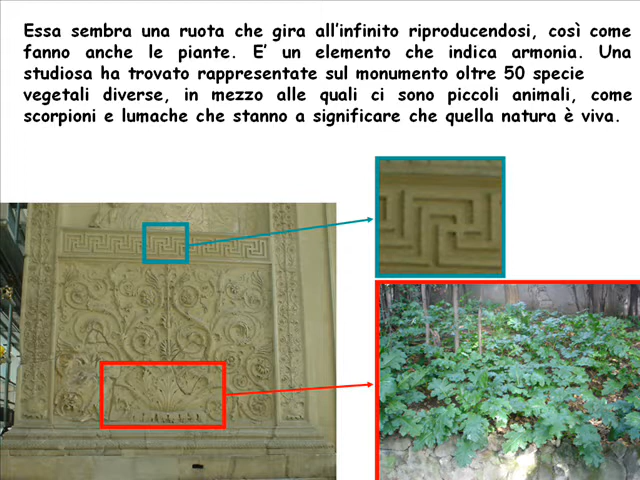 Essa sembra una ruota che gira all'infinito riproducendosi, così come
fanno anche le piante. E' un elemento che indica armonia. Una
studiosa ha trovato rappresentate sul monumento oltre 50 specie
vegetali diverse, in mezzo alle quali ci sono piccoli animali, come
scorpioni e lumache che stanno a significare che quella natura è viva.